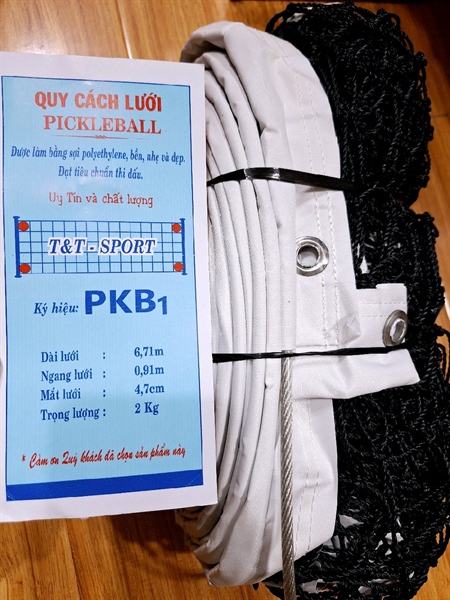 QUY CÁCH LƯỚI
PICKLEBALL
Được làm bằng sợi polyethylene, bền, nhẹ và đẹp.
Đạt tiêu chuẩn thi đấu.
Uy Tín và chất lượng
T&T - SPORT
Ký hiệu: PKB1
Dài lưới : 6,71m
Ngang lưới : 0,91m
Mắt lưới : 4,7cm
Trọng lượng : 2 Kg
* Cảm ơn Quý khách đã chọn sản phẩm này